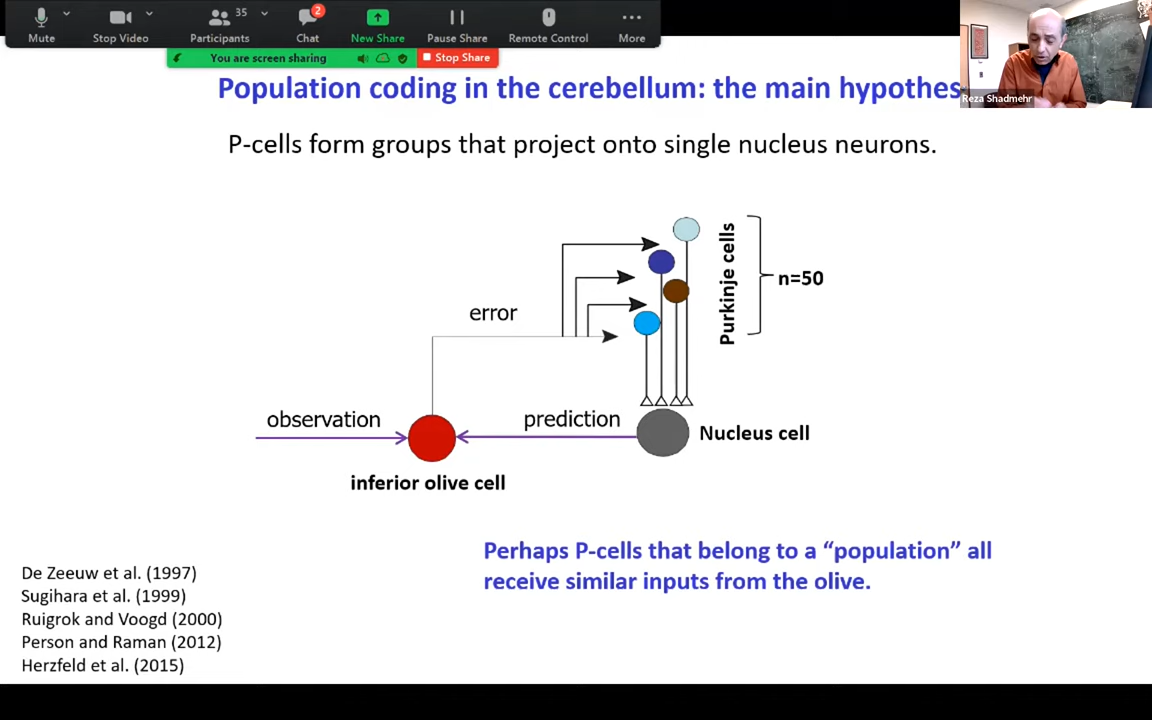 35
2
Mute
Stop Video
Participants
Chat
New Share
Pause Share
Remote Control
More
You are screen sharing
Stop Share
Reza Shadmehr
Population coding in the cerebellum: the main hypothes
P-cells form groups that project onto single nucleus neurons.
Purkinje cells
n=50
error
observation
prediction
Nucleus cell
inferior olive cell
Perhaps P-cells that belong to a “population” all
receive similar inputs from the olive.
De Zeeuw et al. (1997)
Sugihara et al. (1999)
Ruigrok and Voogd (2000)
Person and Raman (2012)
Herzfeld et al. (2015)